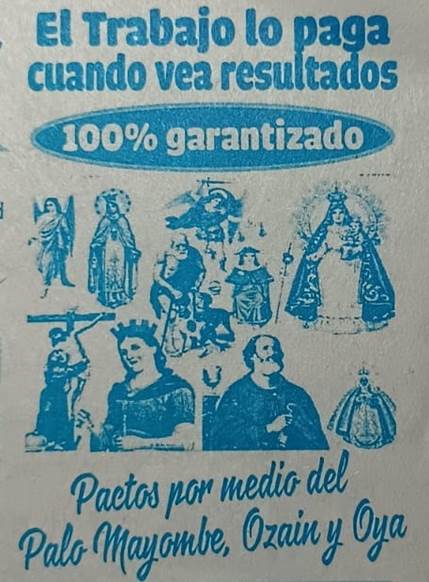 El Trabajo lo paga
cuando vea resultados
100% garantizado
Pactos por medio del
Palo Mayombe, Ozain y Oya